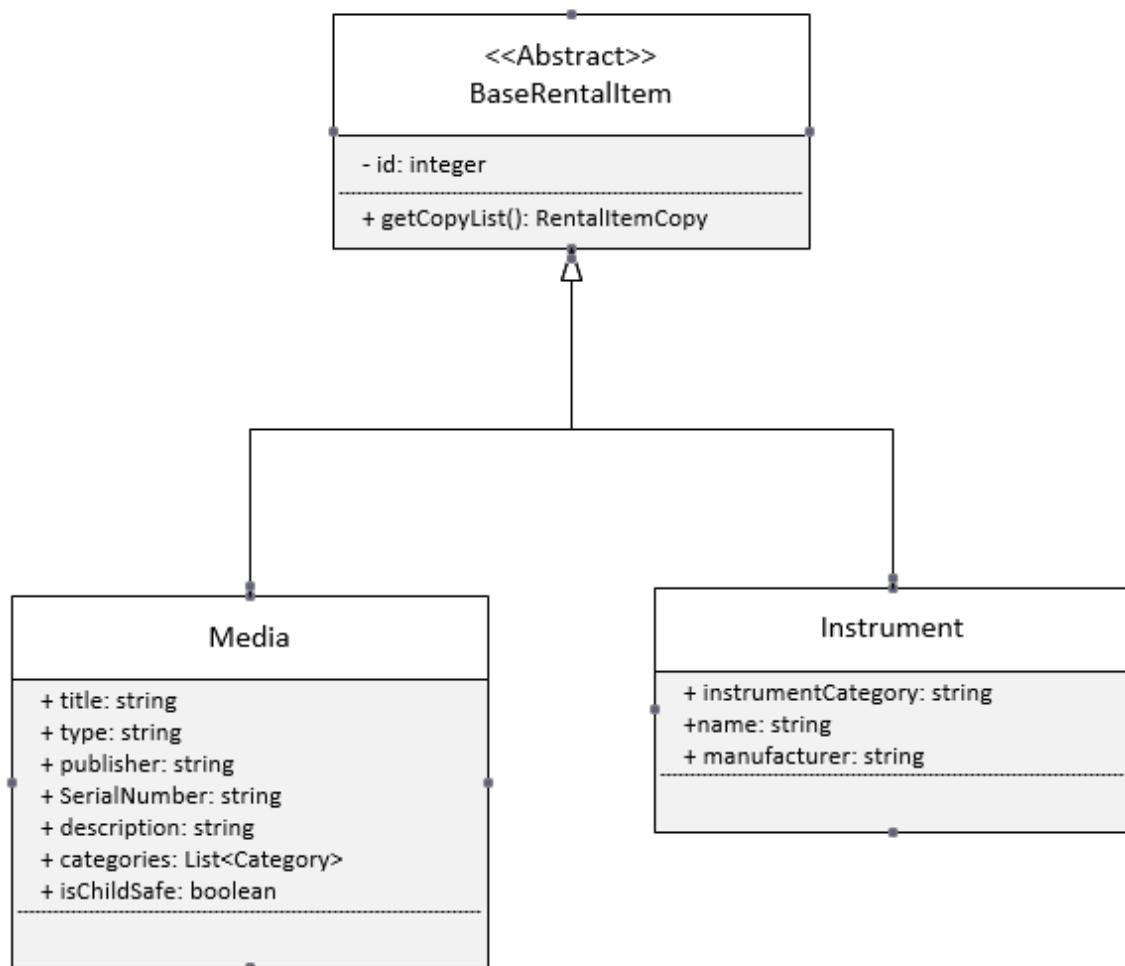 <<Abstract>>
BaseRentalItem
- id: integer
+ getCopyList(): RentalItemCopy
Media
+ title: string
+ type: string
+ publisher: string
+ SerialNumber: string
+ description: string
+ categories: List<Category>
+ isChildSafe: boolean
Instrument
+ instrumentCategory: string
+name: string
+ manufacturer: string